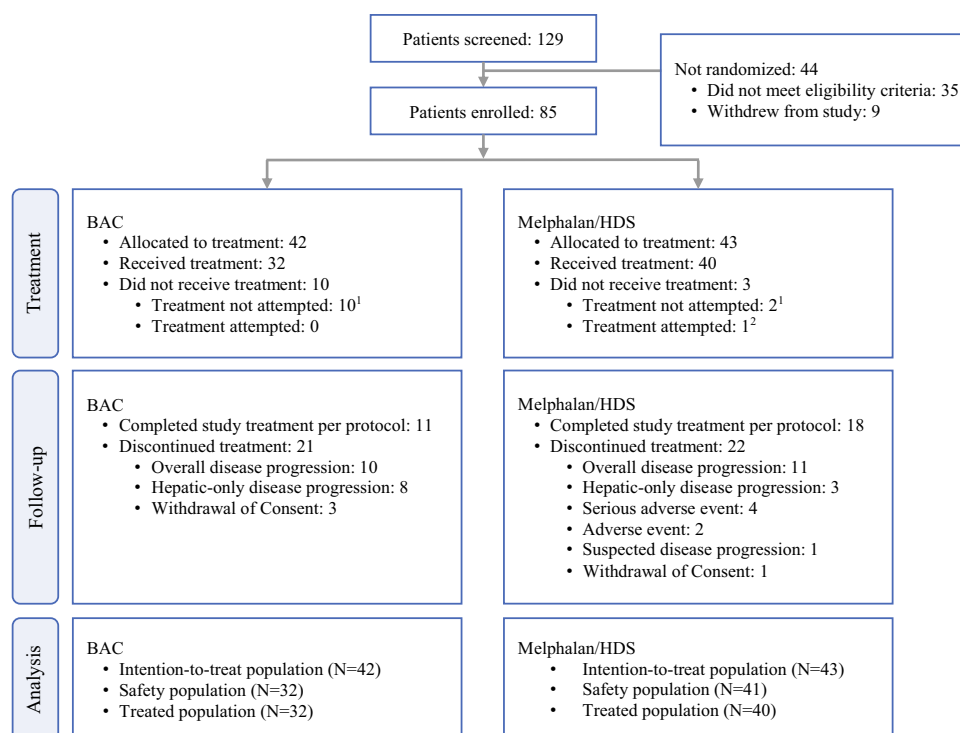 Patients screened: 129
Not randomized: 44
• Did not meet eligibility criteria: 35
• Withdrew from study: 9
Patients enrolled: 85
Treatment
BAC
• Allocated to treatment: 42
• Received treatment: 32
• Did not receive treatment: 10
• Treatment not attempted: 10¹
• Treatment attempted: 0
Melphalan/HDS
• Allocated to treatment: 43
• Received treatment: 40
• Did not receive treatment: 3
• Treatment not attempted: 2¹
• Treatment attempted: 1²
Follow-up
BAC
• Completed study treatment per protocol: 11
• Discontinued treatment: 21
• Overall disease progression: 10
• Hepatic-only disease progression: 8
• Withdrawal of Consent: 3
Melphalan/HDS
• Completed study treatment per protocol: 18
• Discontinued treatment: 22
• Overall disease progression: 11
• Hepatic-only disease progression: 3
• Serious adverse event: 4
• Adverse event: 2
• Suspected disease progression: 1
• Withdrawal of Consent: 1
Analysis
BAC
• Intention-to-treat population (N=42)
• Safety population (N=32)
• Treated population (N=32)
Melphalan/HDS
• Intention-to-treat population (N=43)
• Safety population (N=41)
• Treated population (N=40)